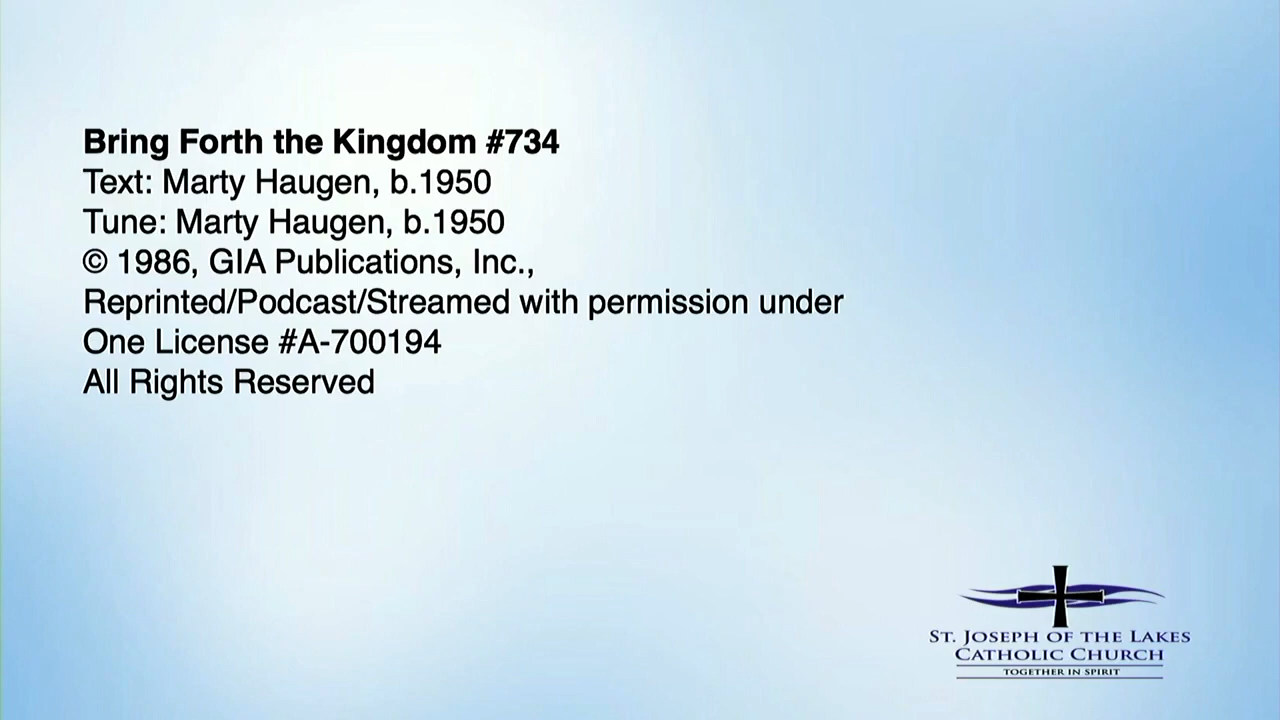 Bring Forth the Kingdom #734
Text: Marty Haugen, b.1950
Tune: Marty Haugen, b.1950
© 1986, GIA Publications, Inc.,
Reprinted/Podcast/Streamed with permission under
One License #A-700194
All Rights Reserved
St. Joseph of the Lakes
Catholic Church
Together in Spirit